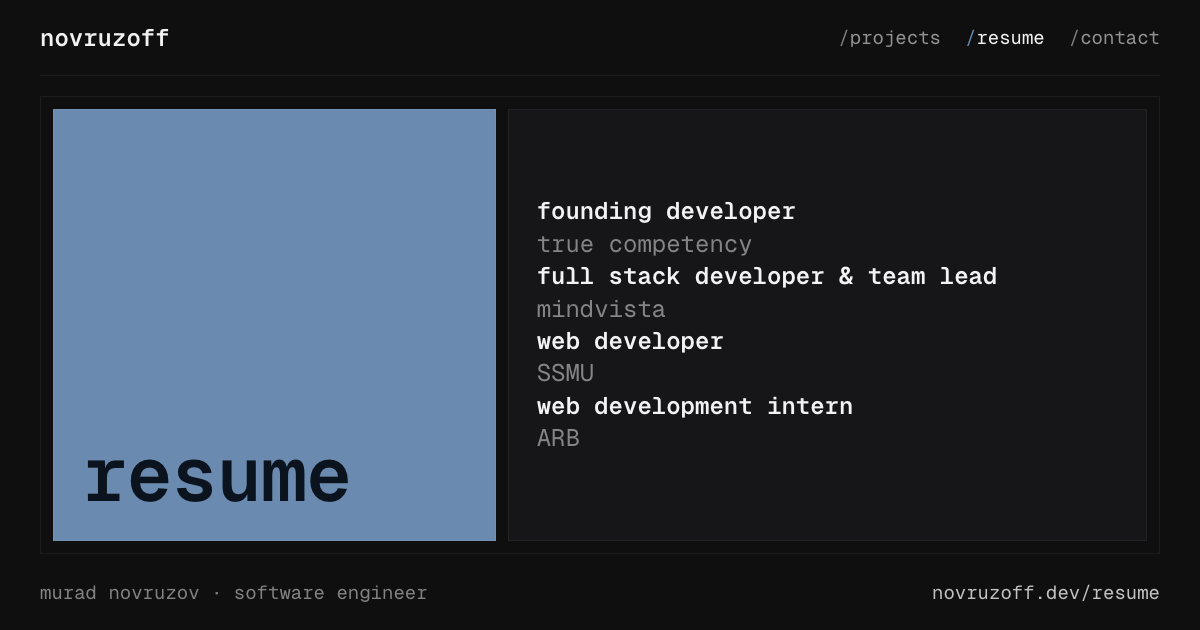 novruzoff
/projects /resume /contact
resume
founding developer
true competency
full stack developer & team lead
mindvista
web developer
SSMU
web development intern
ARB
murad novruzov · software engineer
novruzoff.dev/resume